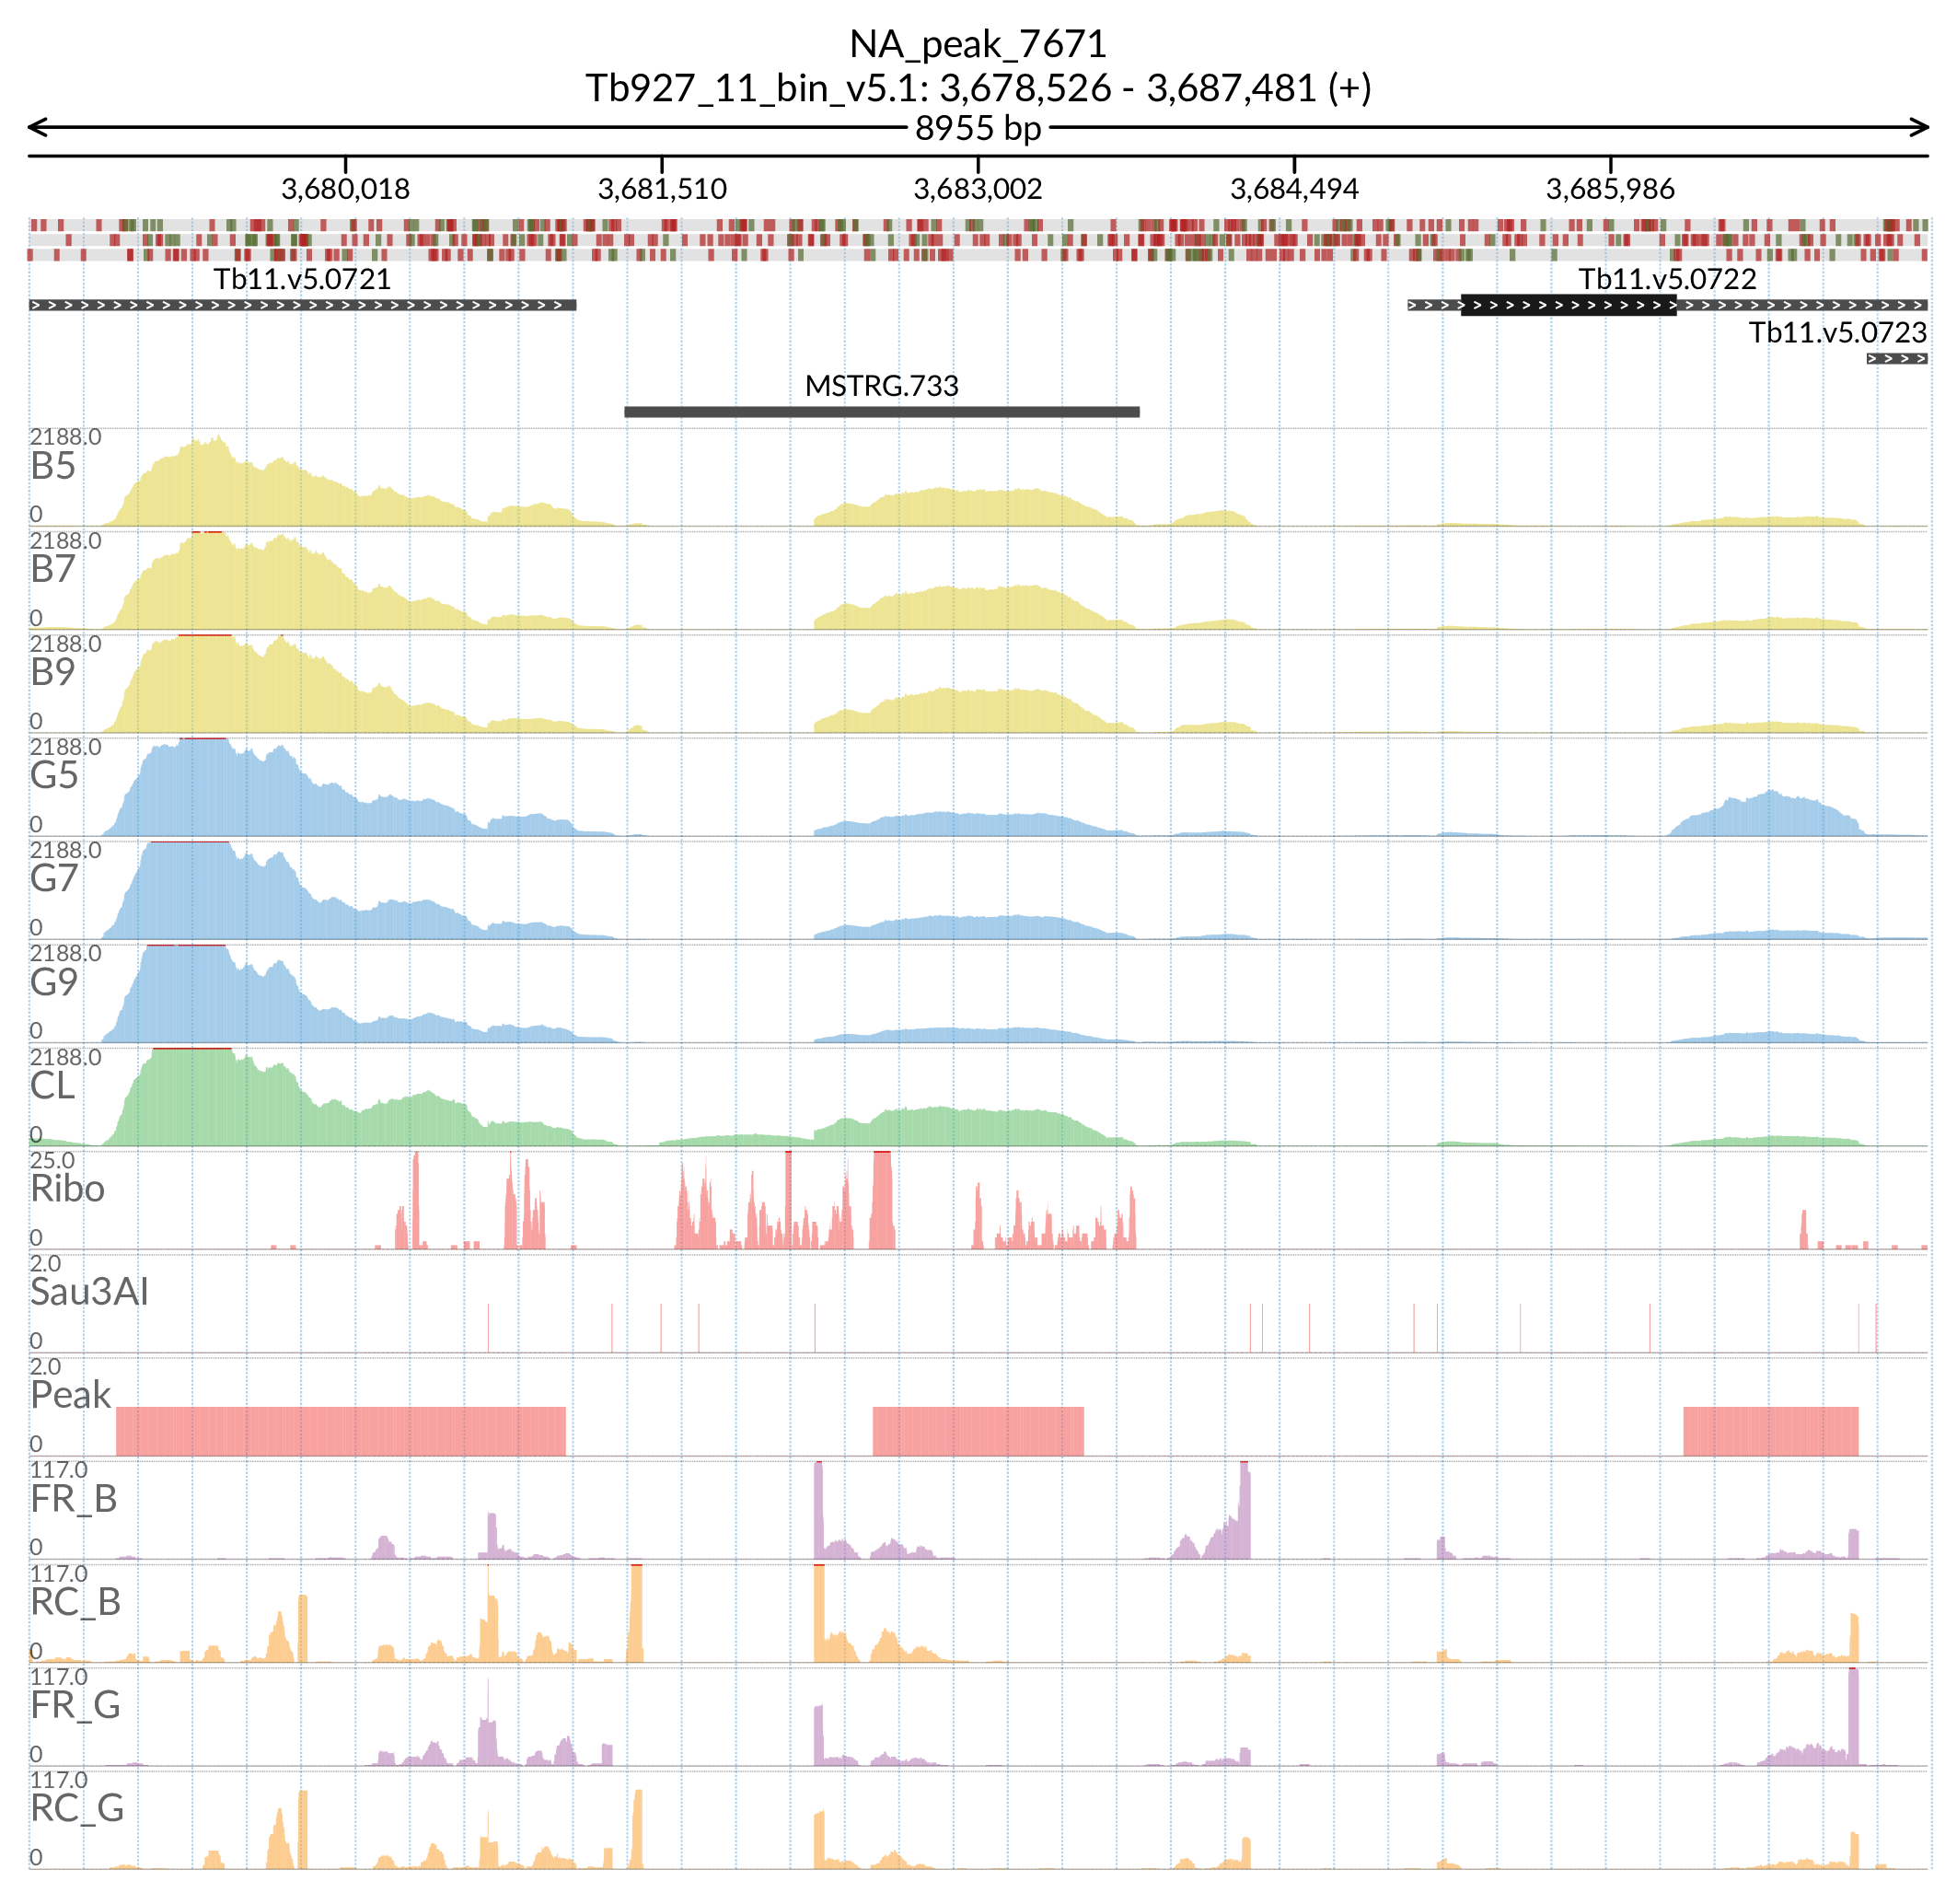 NA_peak_7671
Tb927_11_bin_v5.1: 3,678,526 - 3,687,481 (+)
8955 bp
3,680,018 3,681,510 3,683,002 3,684,494 3,685,986
Tb11.v5.0721 Tb11.v5.0722
Tb11.v5.0723
MSTRG.733
2188.0
B5
0
2188.0
B7
0
2188.0
B9
0
2188.0
G5
0
2188.0
G7
0
2188.0
G9
0
2188.0
CL
0
25.0
Ribo
0
2.0
Sau3AI
0
2.0
Peak
0
117.0
FR_B
0
117.0
RC_B
0
117.0
FR_G
0
117.0
RC_G
0